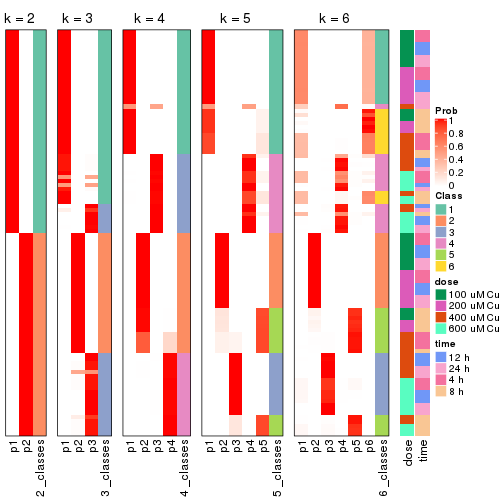 k = 2 k = 3 k = 4 k = 5 k = 6
Prob
1
0.8
0.6
0.4
0.2
0
Class
1
2
3
4
5
6
dose
100 uM Cu
200 uM Cu
400 uM Cu
600 uM Cu
time
12 h
24 h
4 h
8 h
p1 p2 2_classes p1 p2 p3 3_classes p1 p2 p3 p4 4_classes p1 p2 p3 p4 p5 5_classes p1 p2 p3 p4 p5 p6 6_classes dose time